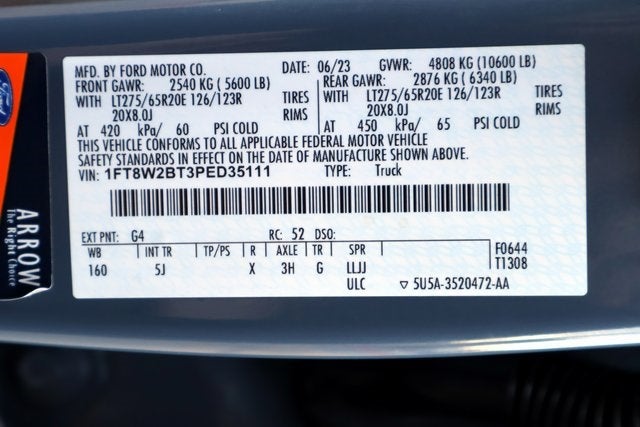 MFD. BY FORD MOTOR CO. DATE: 06/23 GVWR: 4808 KG (10600 LB)
FRONT GAWR: 2540 KG ( 5600 LB) REAR GAWR: 2876 KG ( 6340 LB)
WITH LT275/65R20E 126/123R TIRES WITH LT275/65R20E 126/123R TIRES
20X8.0J RIMS 20X8.0J RIMS
AT 420 kPa/ 60 PSI COLD AT 450 kPa/ 65 PSI COLD
THIS VEHICLE CONFORMS TO ALL APPLICABLE FEDERAL MOTOR VEHICLE
SAFETY STANDARDS IN EFFECT ON THE DATE OF MANUFACTURE SHOWN ABOVE.
VIN: 1FT8W2BT3PED35111 TYPE: Truck
EXT PNT: G4 RC: 52 DSO:
WB INT TR TP/PS R AXLE TR SPR F0644
160 5J X 3H G LLJJ T1308
ULC ▽ 5U5A-3520472-AA
Ford
ARROW
The Right Choice